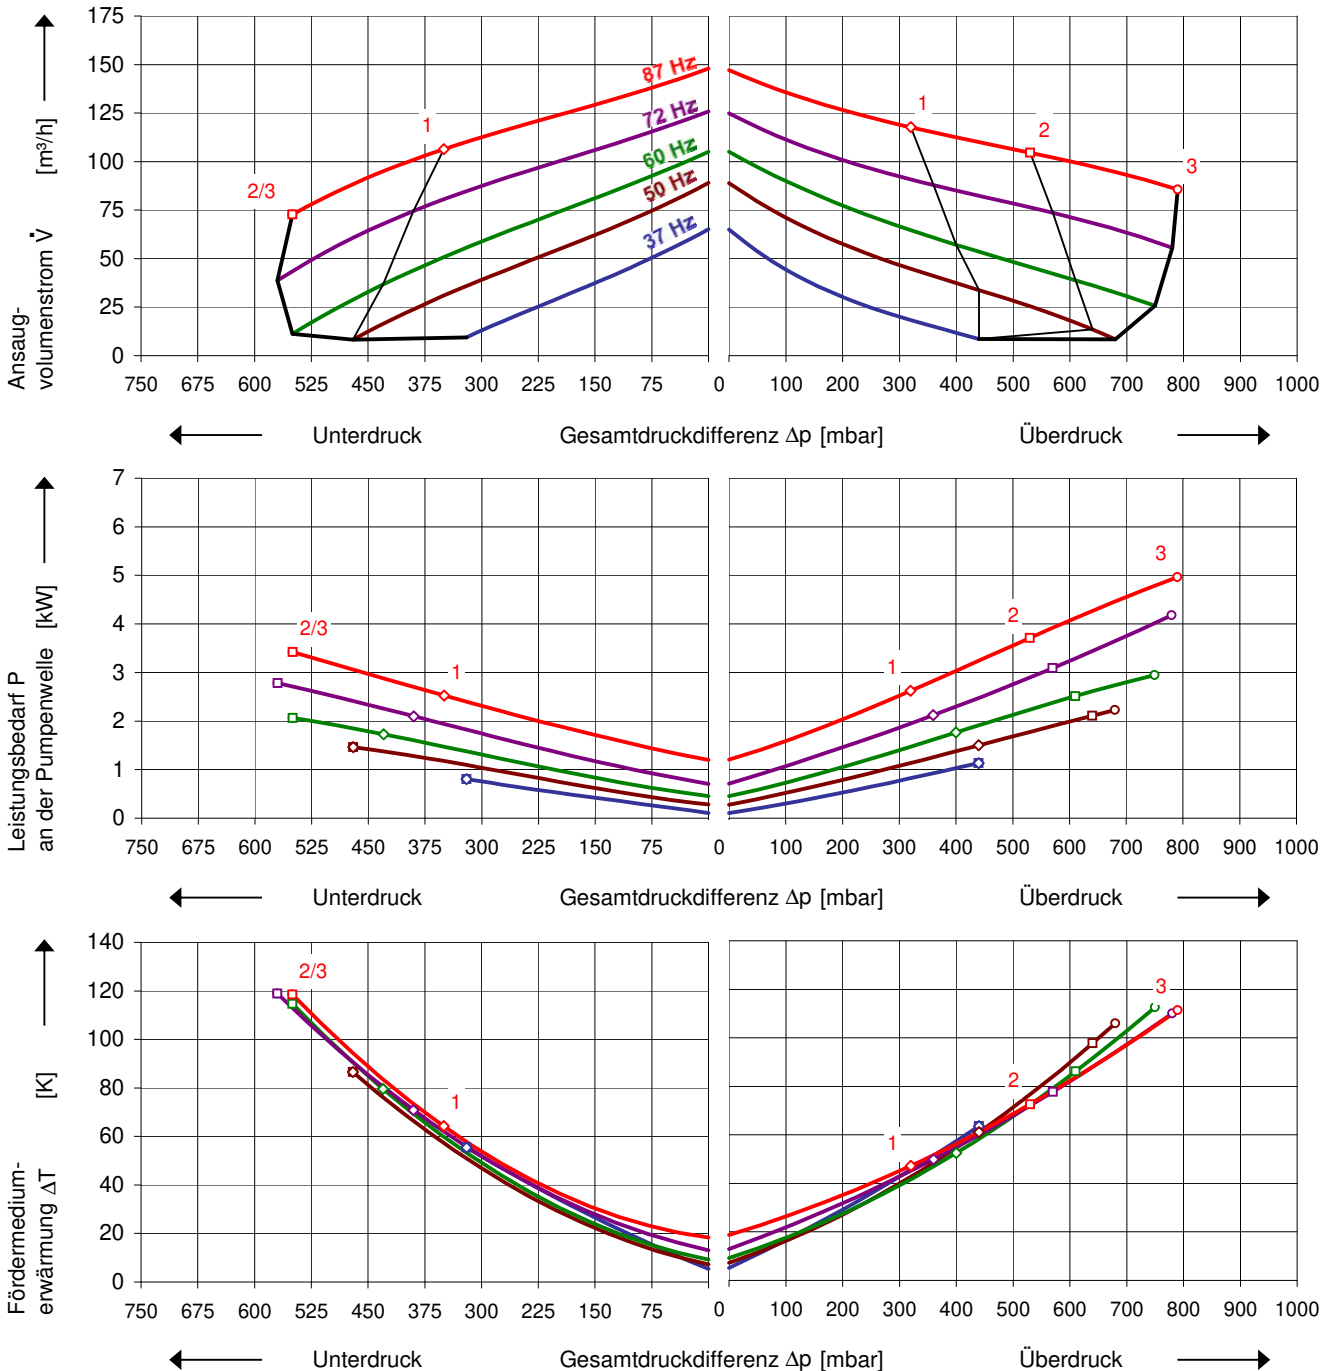 175
150
125
100
75
50
25
0
Ansaug-
volumenstrom V̇
[m³/h]
87 Hz
72 Hz
60 Hz
50 Hz
37 Hz
1
2/3
1
2
3
750 675 600 525 450 375 300 225 150 75 0 100 200 300 400 500 600 700 800 900 1000
Unterdruck Gesamtdruckdifferenz Δp [mbar] Überdruck
7
6
5
4
3
2
1
0
Leistungsbedarf P
an der Pumpenwelle [kW]
2/3
1
1
2
3
750 675 600 525 450 375 300 225 150 75 0 100 200 300 400 500 600 700 800 900 1000
Unterdruck Gesamtdruckdifferenz Δp [mbar] Überdruck
140
120
100
80
60
40
20
0
Fördermedium-
erwärmung ΔT
[K]
2/3
1
1
2
3
750 675 600 525 450 375 300 225 150 75 0 100 200 300 400 500 600 700 800 900 1000
Unterdruck Gesamtdruckdifferenz Δp [mbar] Überdruck